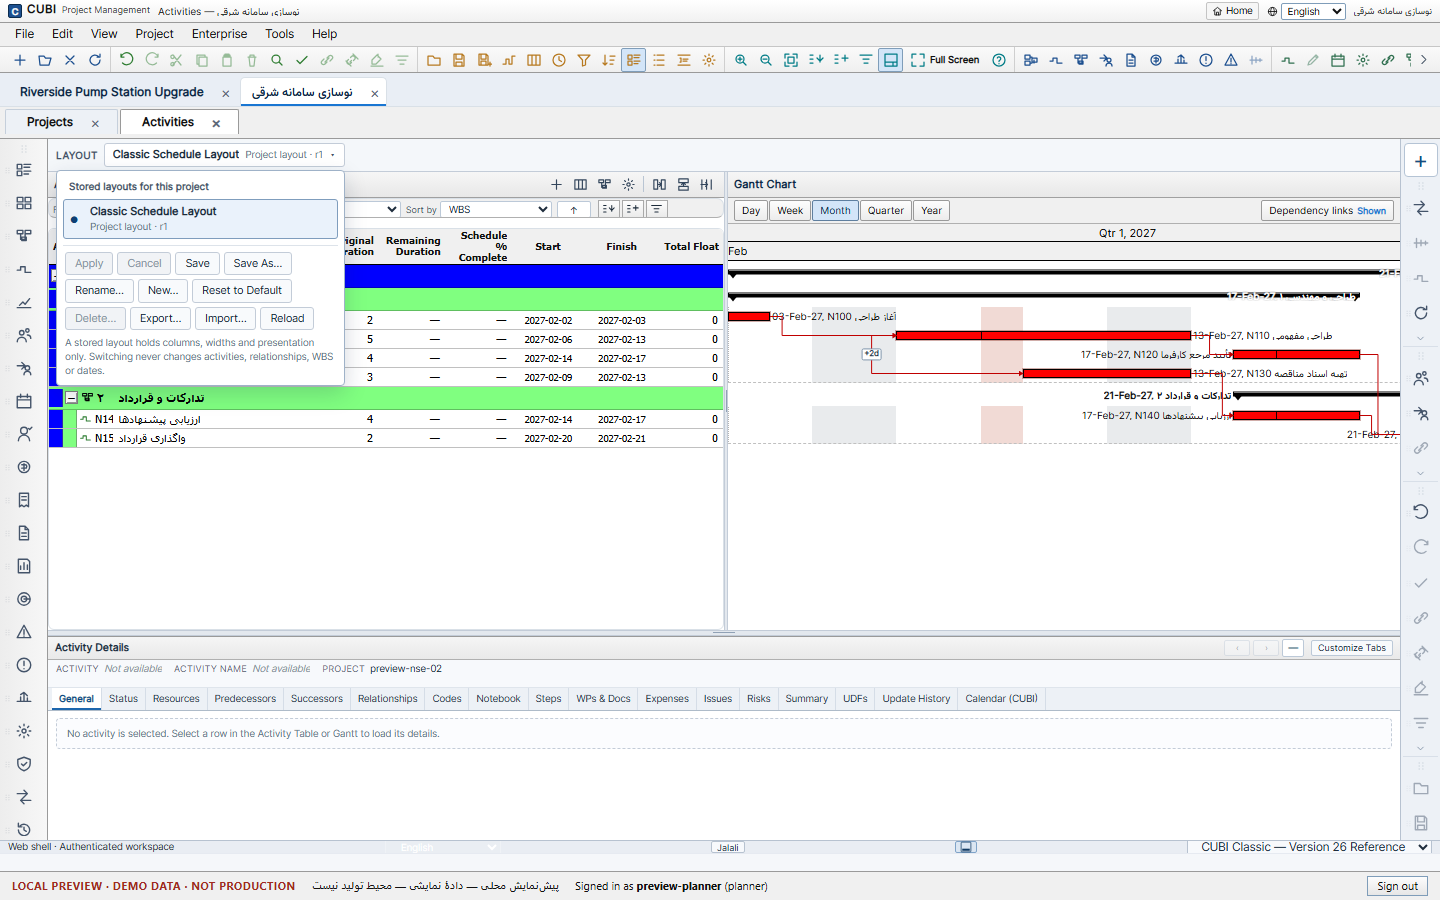 CUBI Project Management Activities — نوسازی سامانه شرقی
Home English نوسازی سامانه شرقی
File Edit View Project Enterprise Tools Help
Full Screen
Riverside Pump Station Upgrade × نوسازی سامانه شرقی ×
Projects × Activities ×
LAYOUT Classic Schedule Layout Project layout · r1
Stored layouts for this project
Classic Schedule Layout
Project layout · r1
Apply Cancel Save Save As...
Rename... New... Reset to Default
Delete... Export... Import... Reload
A stored layout holds columns, widths and presentation
only. Switching never changes activities, relationships, WBS
or dates.
Sort by WBS
Remaining Duration Schedule % Complete Start Finish Total Float
2 — — 2027-02-02 2027-02-03 0
5 — — 2027-02-06 2027-02-13 0
4 — — 2027-02-14 2027-02-17 0
3 — — 2027-02-09 2027-02-13 0
۲ تدارکات و قرارداد
N14 ارزیابی پیشنهادها 4 — — 2027-02-14 2027-02-17 0
N15 واگذاری قرارداد 2 — — 2027-02-20 2027-02-21 0
Gantt Chart
Day Week Month Quarter Year Dependency links Shown
Qtr 1, 2027
Feb
03-Feb-27, N100 آغاز طراحی
13-Feb-27, N110 طراحی مفهومی
+2d
17-Feb-27, N120 تأیید مرجع کارفرما
13-Feb-27, N130 تهیه اسناد مناقصه
21-Feb-27, ۲ تدارکات و قرارداد
17-Feb-27, N140 ارزیابی پیشنهادها
21-Feb-27,
Activity Details Customize Tabs
ACTIVITY Not available ACTIVITY NAME Not available PROJECT preview-nse-02
General Status Resources Predecessors Successors Relationships Codes Notebook Steps WPs & Docs Expenses Issues Risks Summary UDFs Update History Calendar (CUBI)
No activity is selected. Select a row in the Activity Table or Gantt to load its details.
Web shell · Authenticated workspace English Jalali CUBI Classic — Version 26 Reference
LOCAL PREVIEW · DEMO DATA · NOT PRODUCTION پیش‌نمایش محلی — دادهٔ نمایشی — محیط تولید نیست Signed in as preview-planner (planner) Sign out